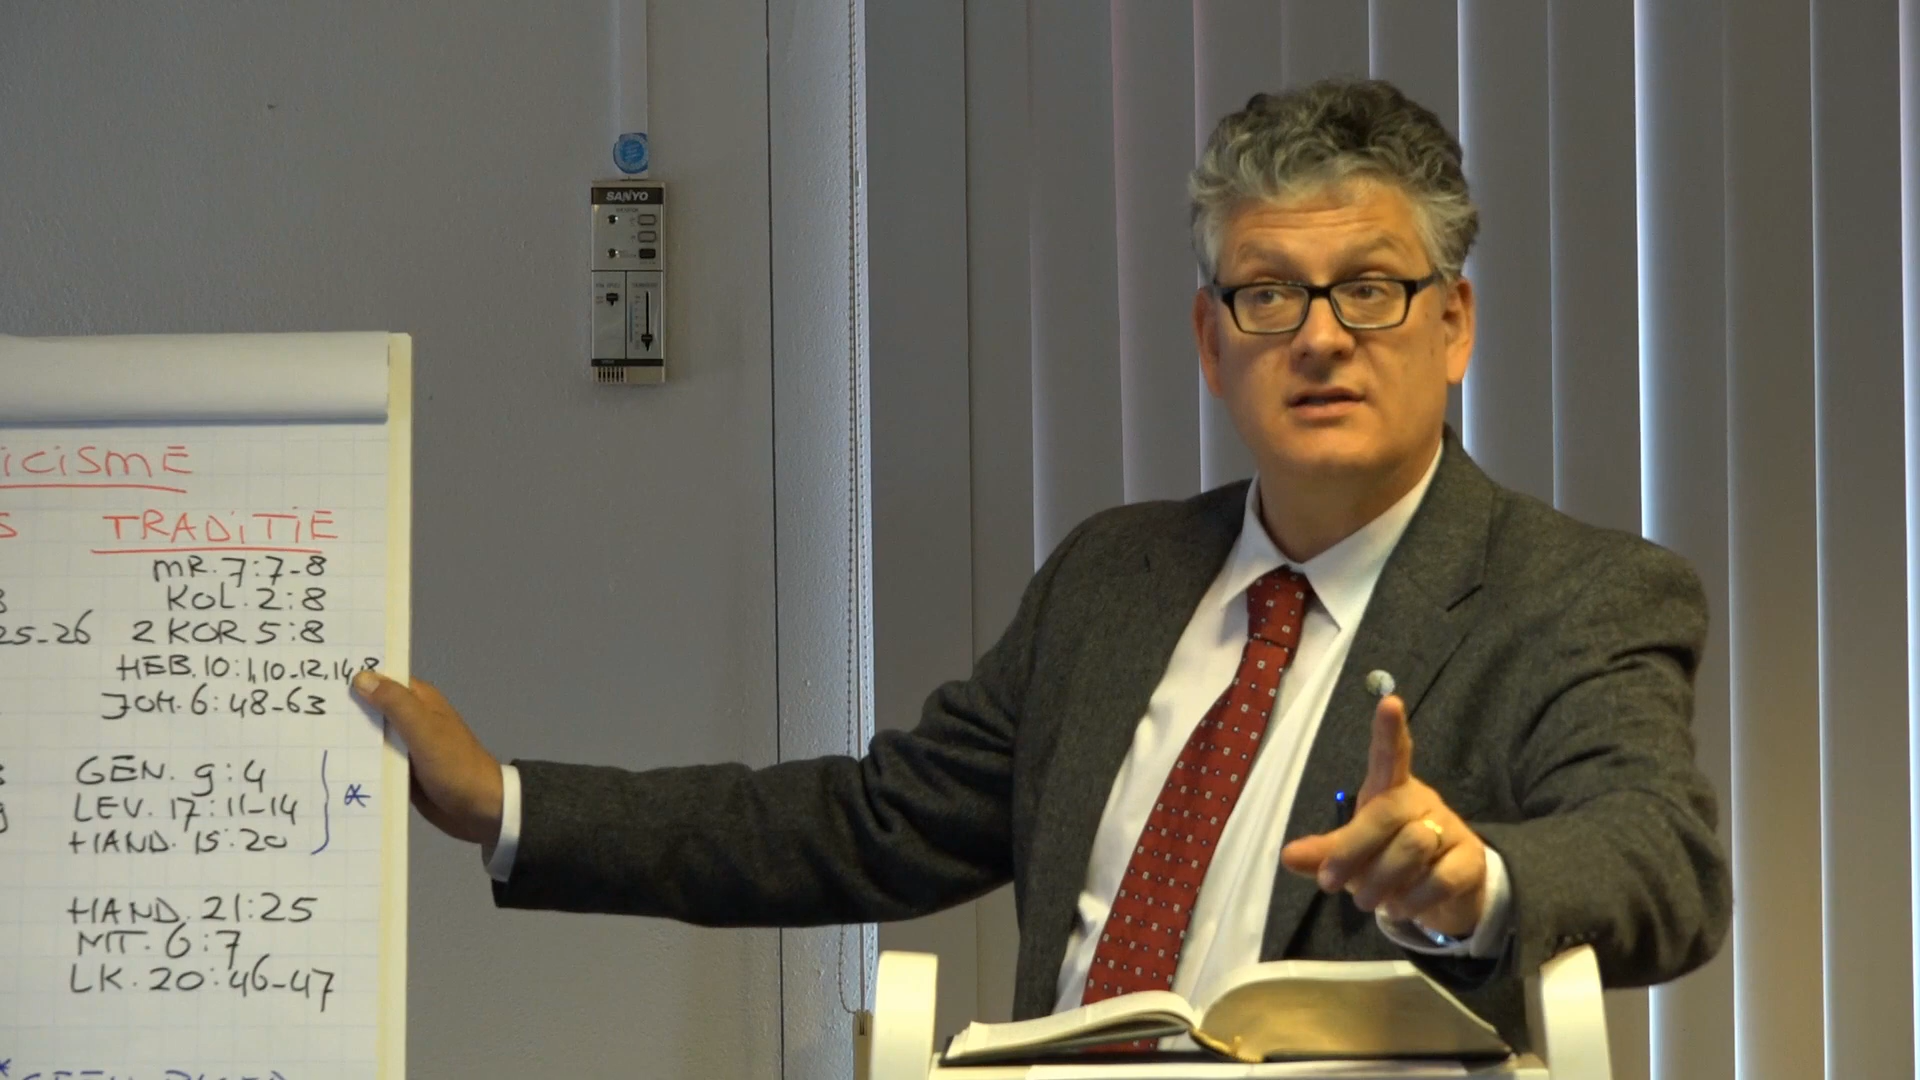 SANYO
ICISME
S TRADITIE
MR. 7:7-8
8 KOL. 2:8
25-26 2 KOR 5:8
HEB. 10:1,10-12,14,18
JOH. 6:48-63
GEN. 9:4
LEV. 17:11-14 *
HAND. 15:20
HAND. 21:25
MT. 6:7
LK. 20:46-47
*